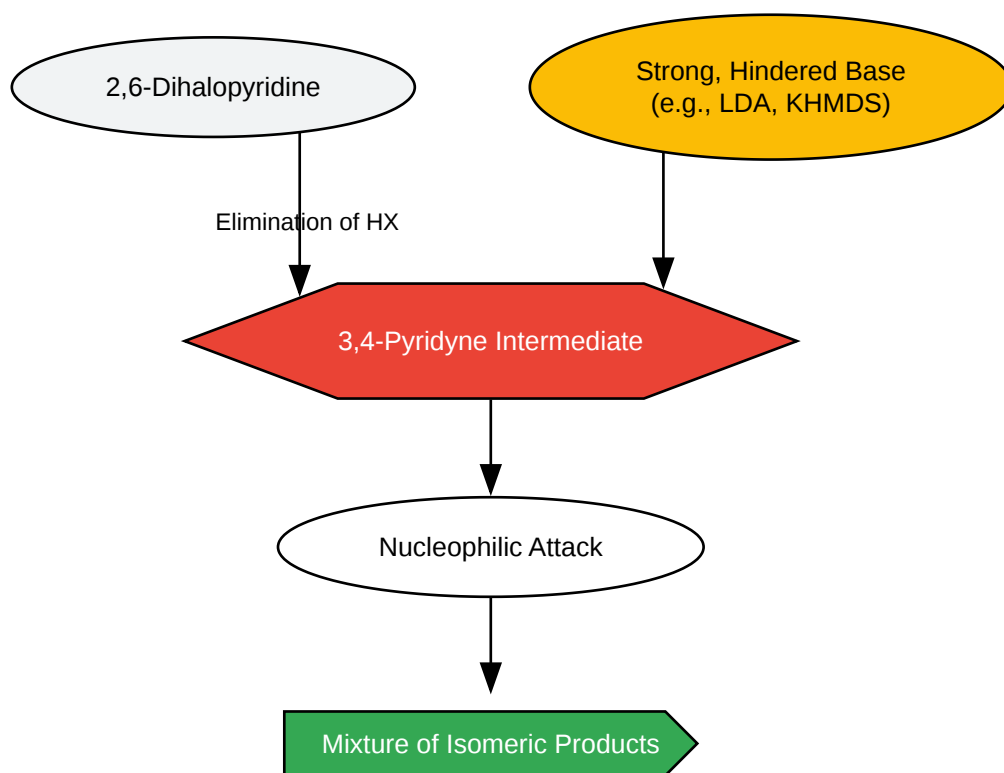 2,6-Dihalopyridine
Strong, Hindered Base
(e.g., LDA, KHMDS)
Elimination of HX
3,4-Pyridyne Intermediate
Nucleophilic Attack
Mixture of Isomeric Products